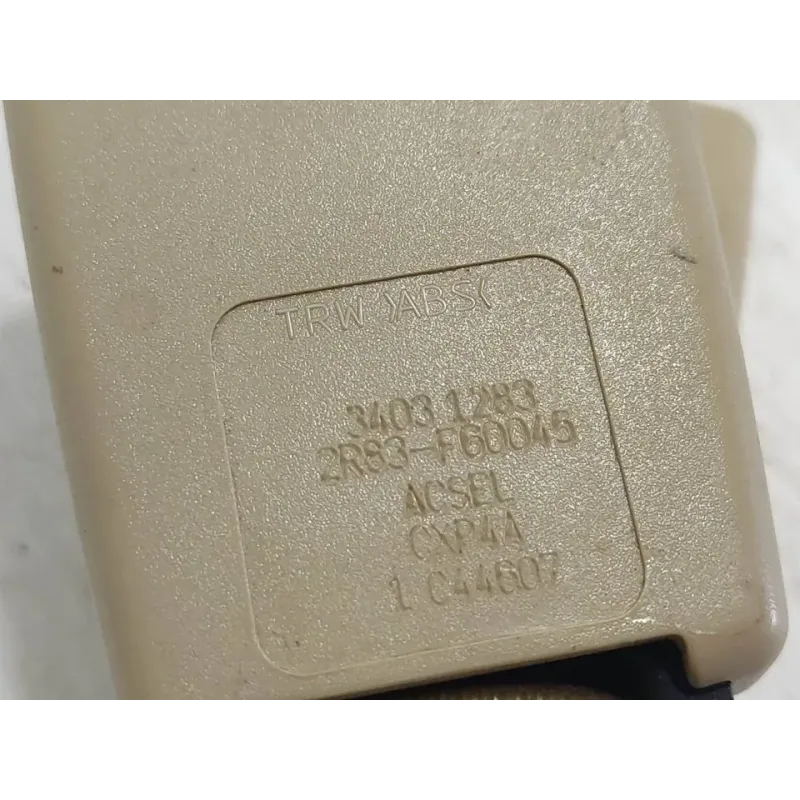 TRW >ABS<
3403 1283
2R83-F60045
ACSEL
CXP4A
1 C44607